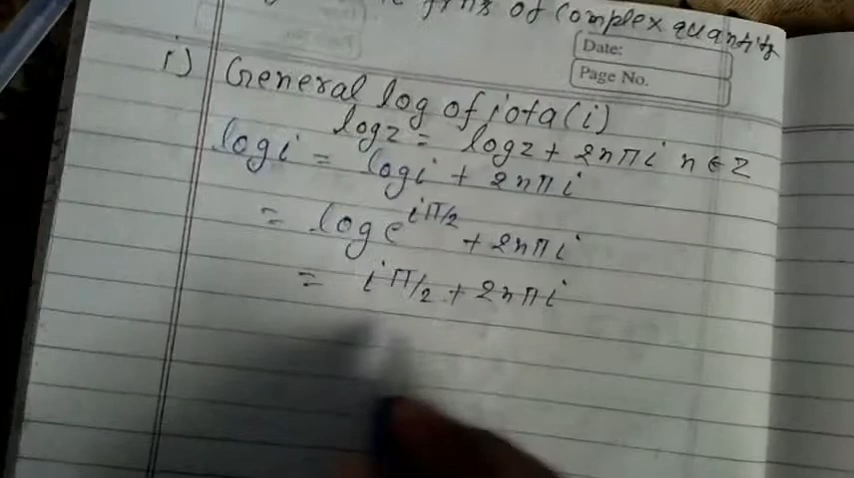 of Complex quantity
Date:
Page No.
i) General log of iota(i)
log z = log z + 2nπi n ∈ Z
log i = log i + 2nπi
= log e^iπ/2 + 2nπi
= iπ/2 + 2nπi